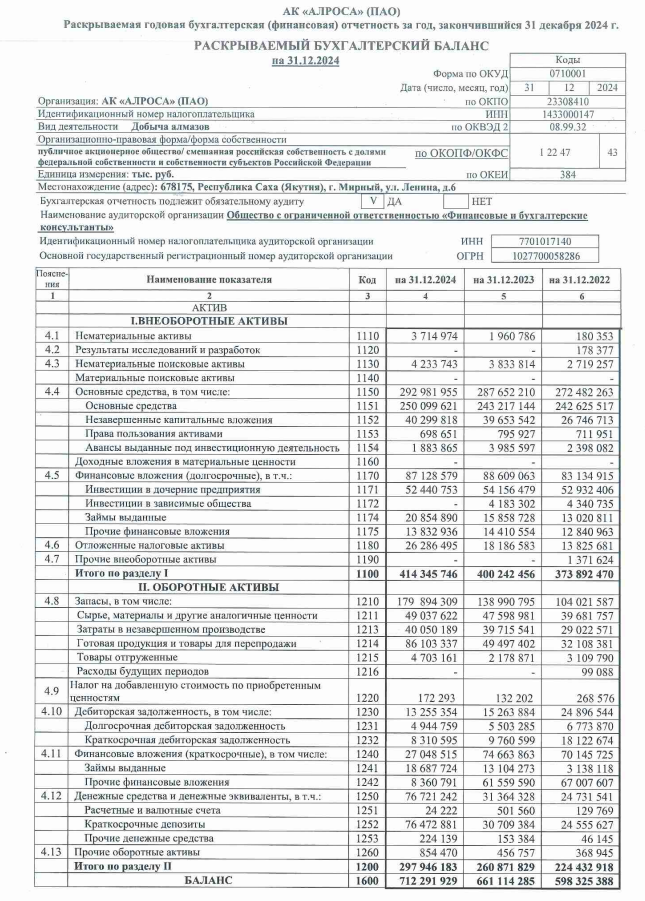 АК «АЛРОСА» (ПАО)
Раскрываемая годовая бухгалтерская (финансовая) отчетность за год, закончившийся 31 декабря 2024 г.
РАСКРЫВАЕМЫЙ БУХГАЛТЕРСКИЙ БАЛАНС
на 31.12.2024
Коды
Форма по ОКУД 0710001
Дата (число, месяц, год) 31 12 2024
Организация: АК «АЛРОСА» (ПАО) по ОКПО 23308410
Идентификационный номер налогоплательщика ИНН 1433000147
Вид деятельности Добыча алмазов по ОКВЭД 2 08.99.32
Организационно-правовая форма/форма собственности
публичное акционерное общество/ смешанная российская собственность с долями
федеральной собственности и собственности субъектов Российской Федерации по ОКОПФ/ОКФС 1 22 47 43
Единица измерения: тыс. руб. по ОКЕИ 384
Местонахождение (адрес): 678175, Республика Саха (Якутия), г. Мирный, ул. Ленина, д.6
Бухгалтерская отчетность подлежит обязательному аудиту V ДА НЕТ
Наименование аудиторской организации Общество с ограниченной ответственностью «Финансовые и бухгалтерские
консультанты»
Идентификационный номер налогоплательщика аудиторской организации ИНН 7701017140
Основной государственный регистрационный номер аудиторской организации ОГРН 1027700058286
Поясне-
ния Наименование показателя Код на 31.12.2024 на 31.12.2023 на 31.12.2022
1 2 3 4 5 6
АКТИВ
I.ВНЕОБОРОТНЫЕ АКТИВЫ
4.1 Нематериальные активы 1110 3 714 974 1 960 786 180 353
4.2 Результаты исследований и разработок 1120 - - 178 377
4.3 Нематериальные поисковые активы 1130 4 233 743 3 833 814 2 719 257
Материальные поисковые активы 1140 - - -
4.4 Основные средства, в том числе: 1150 292 981 955 287 652 210 272 482 263
Основные средства 1151 250 099 621 243 217 144 242 625 517
Незавершенные капитальные вложения 1152 40 299 818 39 653 542 26 746 713
Права пользования активами 1153 698 651 795 927 711 951
Авансы выданные под инвестиционную деятельность 1154 1 883 865 3 985 597 2 398 082
Доходные вложения в материальные ценности 1160 - - -
4.5 Финансовые вложения (долгосрочные), в т.ч.: 1170 87 128 579 88 609 063 83 134 915
Инвестиции в дочерние предприятия 1171 52 440 753 54 156 479 52 932 406
Инвестиции в зависимые общества 1172 - 4 183 302 4 340 735
Займы выданные 1174 20 854 890 15 858 728 13 020 811
Прочие финансовые вложения 1175 13 832 936 14 410 554 12 840 963
4.6 Отложенные налоговые активы 1180 26 286 495 18 186 583 13 825 681
4.7 Прочие внеоборотные активы 1190 - - 1 371 624
Итого по разделу I 1100 414 345 746 400 242 456 373 892 470
II. ОБОРОТНЫЕ АКТИВЫ
4.8 Запасы, в том числе: 1210 179 894 309 138 990 795 104 021 587
Сырье, материалы и другие аналогичные ценности 1211 49 037 622 47 598 981 39 681 757
Затраты в незавершенном производстве 1213 40 050 189 39 715 541 29 022 571
Готовая продукция и товары для перепродажи 1214 86 103 337 49 497 402 32 108 381
Товары отгруженные 1215 4 703 161 2 178 871 3 109 790
Расходы будущих периодов 1216 - - 99 088
4.9 Налог на добавленную стоимость по приобретенным
ценностям 1220 172 293 132 202 268 576
4.10 Дебиторская задолженность, в том числе: 1230 13 255 354 15 263 884 24 896 544
Долгосрочная дебиторская задолженность 1231 4 944 759 5 503 285 6 773 870
Краткосрочная дебиторская задолженность 1232 8 310 595 9 760 599 18 122 674
4.11 Финансовые вложения (краткосрочные), в том числе: 1240 27 048 515 74 663 863 70 145 725
Займы выданные 1241 18 687 724 13 104 273 3 138 118
Прочие финансовые вложения 1242 8 360 791 61 559 590 67 007 607
4.12 Денежные средства и денежные эквиваленты, в т.ч.: 1250 76 721 242 31 364 328 24 731 541
Расчетные и валютные счета 1251 24 222 501 560 129 769
Краткосрочные депозиты 1252 76 472 881 30 709 384 24 555 627
Прочие денежные средства 1253 224 139 153 384 46 145
4.13 Прочие оборотные активы 1260 854 470 456 757 368 945
Итого по разделу II 1200 297 946 183 260 871 829 224 432 918
БАЛАНС 1600 712 291 929 661 114 285 598 325 388